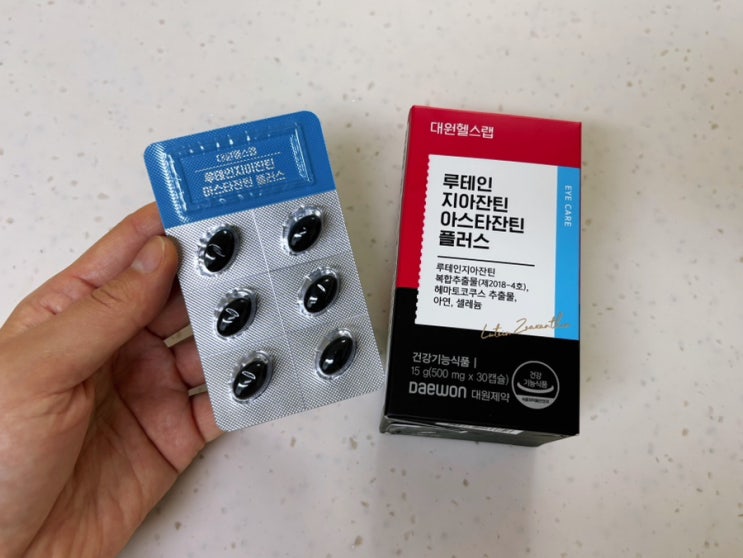 대원헬스랩
루테인지아잔틴
아스타잔틴 플러스
대원헬스랩
루테인
지아잔틴
아스타잔틴
플러스
EYE CARE
루테인지아잔틴
복합추출물(제2018-4호),
헤마토코쿠스 추출물,
아연, 셀레늄
Lutein Zeaxanthin
건강기능식품 |
15 g(500 mg x 30캡슐)
DAEWON 대원제약
건강
기능식품